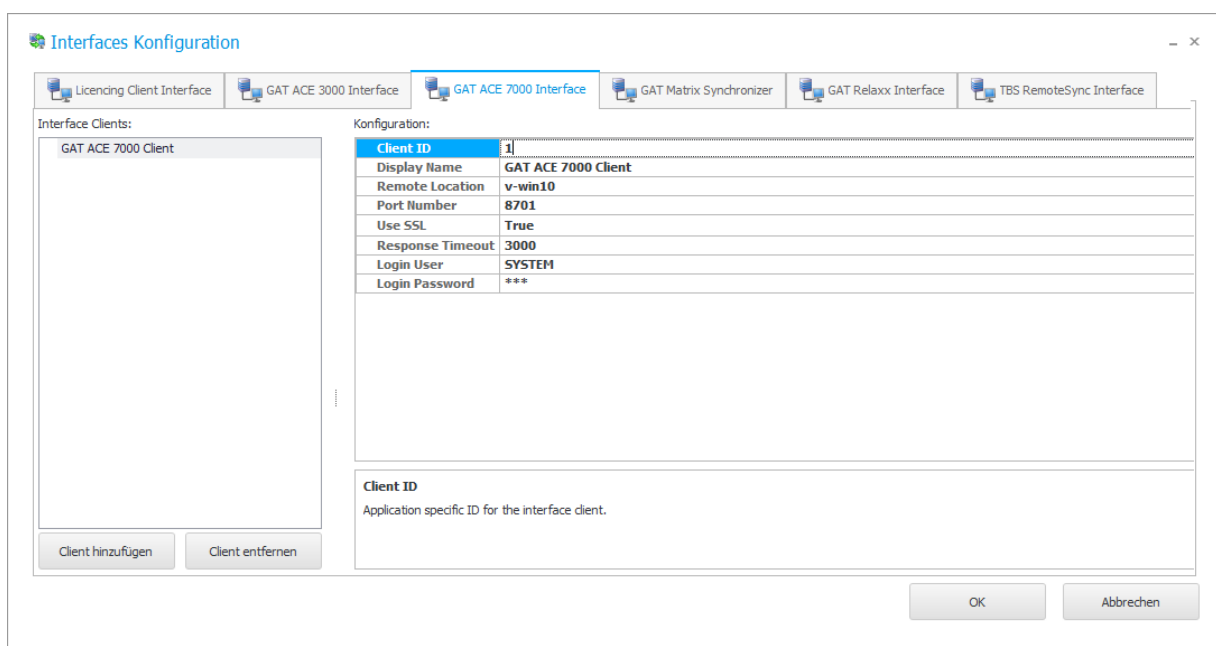 Interfaces Konfiguration
Licencing Client Interface GAT ACE 3000 Interface GAT ACE 7000 Interface GAT Matrix Synchronizer GAT Relaxx Interface TBS RemoteSync Interface
Interface Clients:
GAT ACE 7000 Client
Konfiguration:
Client ID 1
Display Name GAT ACE 7000 Client
Remote Location v-win10
Port Number 8701
Use SSL True
Response Timeout 3000
Login User SYSTEM
Login Password ***
Client ID
Application specific ID for the interface client.
Client hinzufügen Client entfernen
OK Abbrechen